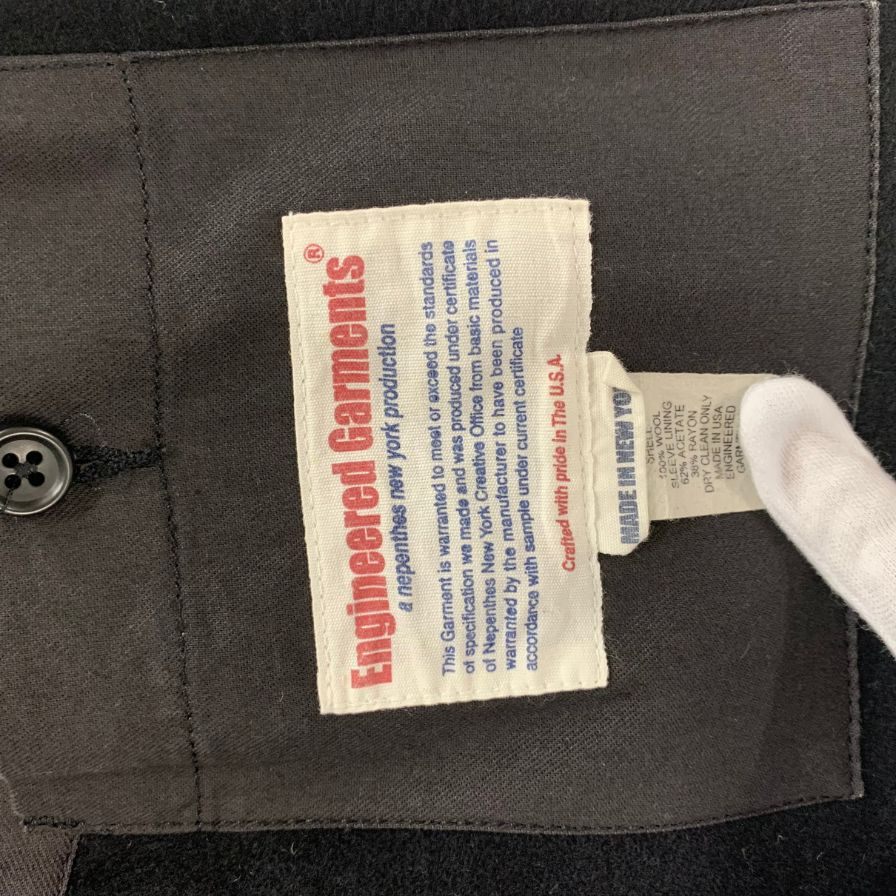 Engineered Garments®
a nepenthes new york production
This Garment is warranted to meet or exceed the standards
of specification we made and was produced under certificate
of Nepenthes New York Creative Office from basic materials
warranted by the manufacturer to have been produced in
accordance with sample under current certificate
Crafted with pride in The U.S.A.
MADE IN NEW YO
SHELL
100% WOOL
SLEEVE LINING
62% ACETATE
38% RAYON
DRY CLEAN ONLY
MADE IN USA
ENGINEERED